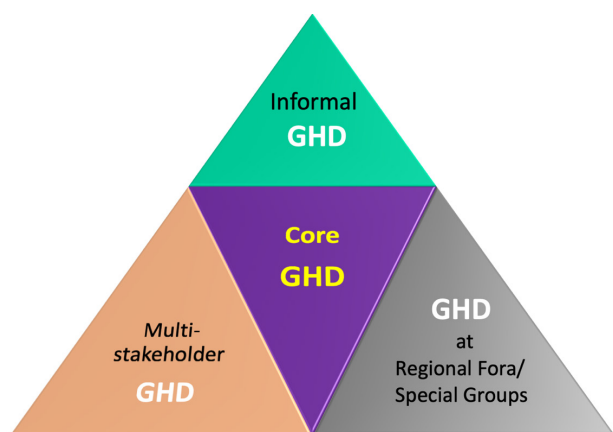 Informal
GHD
Core
GHD
Multi-
stakeholder
GHD
GHD
at
Regional Fora/
Special Groups